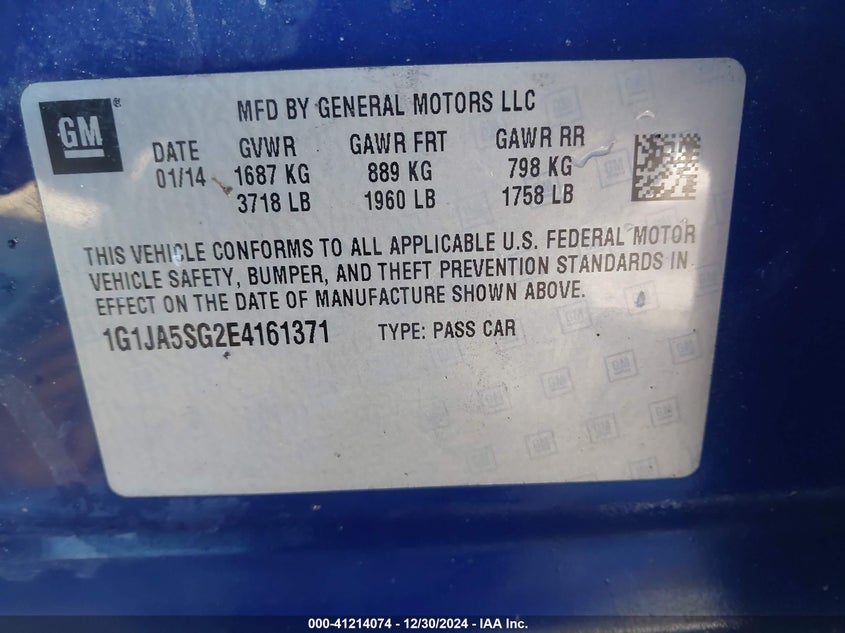 GM ®
MFD BY GENERAL MOTORS LLC
DATE GVWR GAWR FRT GAWR RR
01/14 1687 KG 889 KG 798 KG
3718 LB 1960 LB 1758 LB
THIS VEHICLE CONFORMS TO ALL APPLICABLE U.S. FEDERAL MOTOR
VEHICLE SAFETY, BUMPER, AND THEFT PREVENTION STANDARDS IN
EFFECT ON THE DATE OF MANUFACTURE SHOWN ABOVE.
1G1JA5SG2E4161371 TYPE: PASS CAR
000-41214074 - 12/30/2024 - IAA Inc.